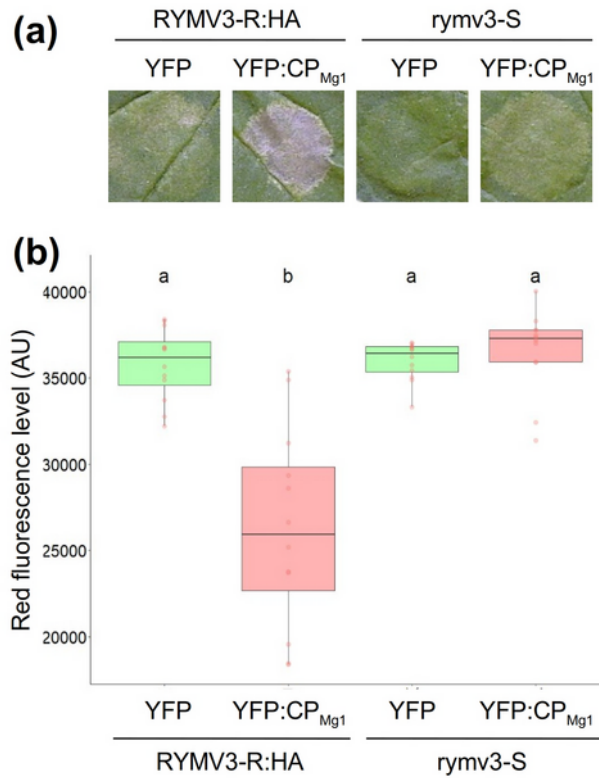 (a)
RYMV3-R:HA rymv3-S
YFP YFP:CPMg1 YFP YFP:CPMg1
(b)
a b a a
40000
35000
30000
25000
20000
Red fluorescence level (AU)
YFP YFP:CPMg1 YFP YFP:CPMg1
RYMV3-R:HA rymv3-S